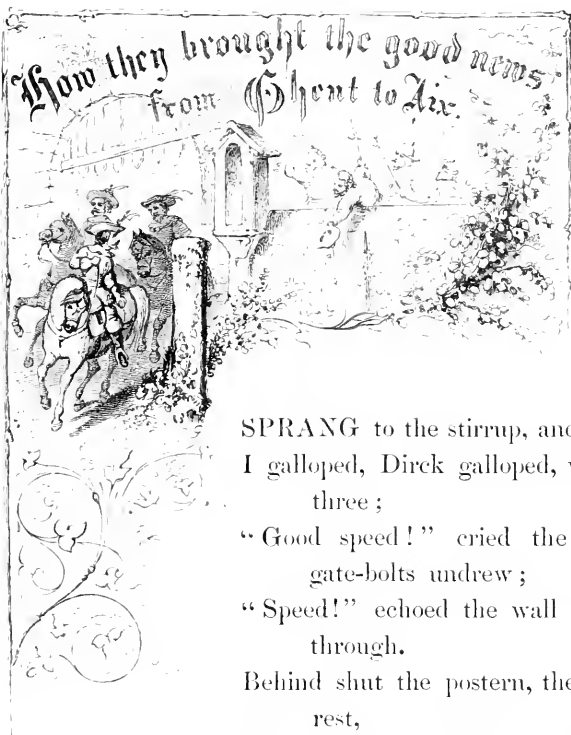 How they brought the good news
from Ghent to Aix.
SPRANG to the stirrup, and
I galloped, Dirck galloped,
three ;
“ Good speed ! ” cried the
gate-bolts undrew ;
“ Speed! ” echoed the wall
through.
Behind shut the postern, the
rest,